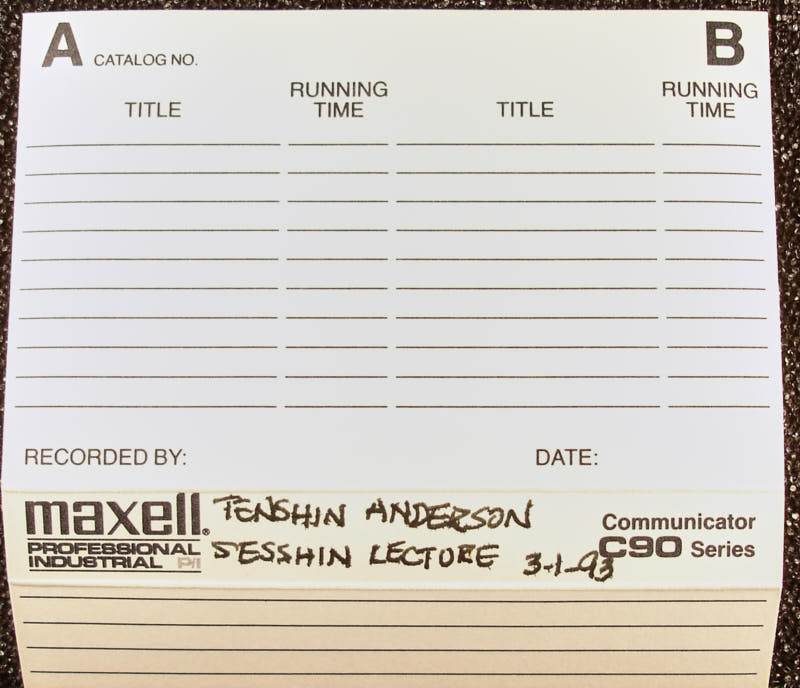 A CATALOG NO. B
TITLE RUNNING TIME TITLE RUNNING TIME
RECORDED BY: DATE:
maxell® TENSHIN ANDERSON Communicator
PROFESSIONAL INDUSTRIAL P/I SESSHIN LECTURE 3-1-93 C90 Series